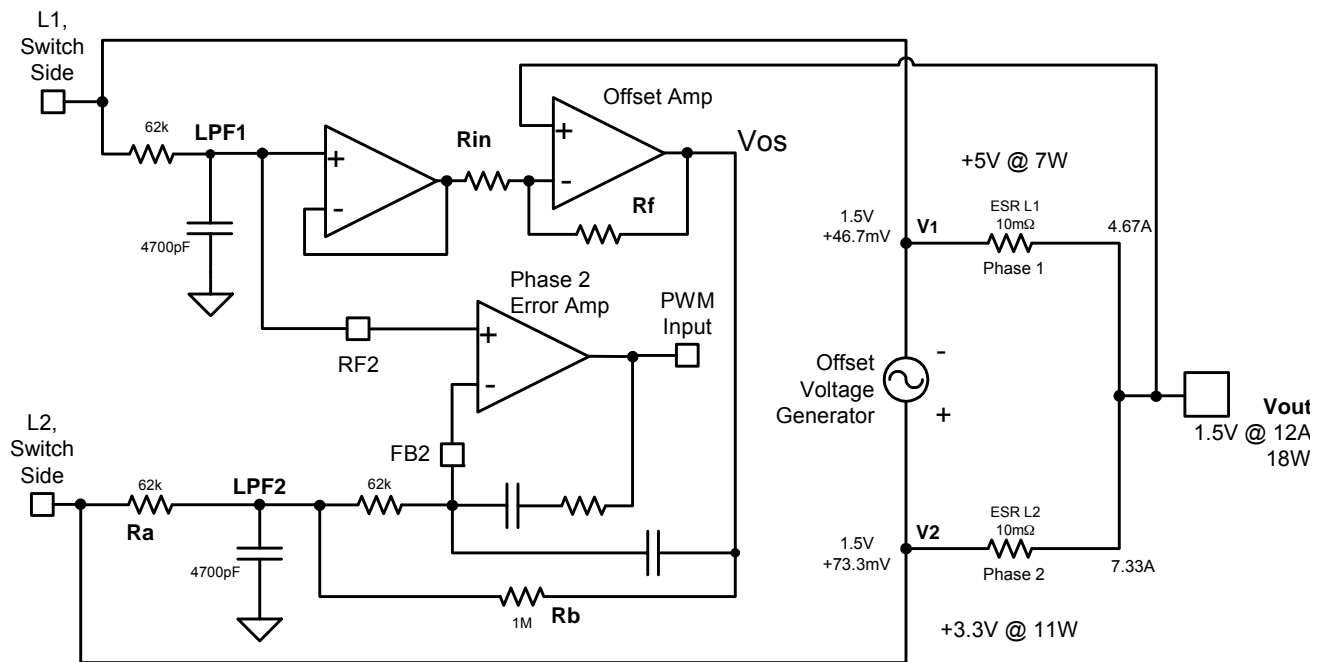 L1,
Switch
Side
62k
LPF1
4700pF
Rin
Offset Amp
+
-
Rf
Vos
+
-
Phase 2
Error Amp
RF2
+
-
PWM
Input
FB2
L2,
Switch
Side
62k
Ra
LPF2
4700pF
62k
1M
Rb
+5V @ 7W
1.5V
+46.7mV
V1
ESR L1
10mΩ
Phase 1
4.67A
Offset
Voltage
Generator
-
+
Vout
1.5V @ 12A
18W
1.5V
+73.3mV
V2
ESR L2
10mΩ
Phase 2
7.33A
+3.3V @ 11W